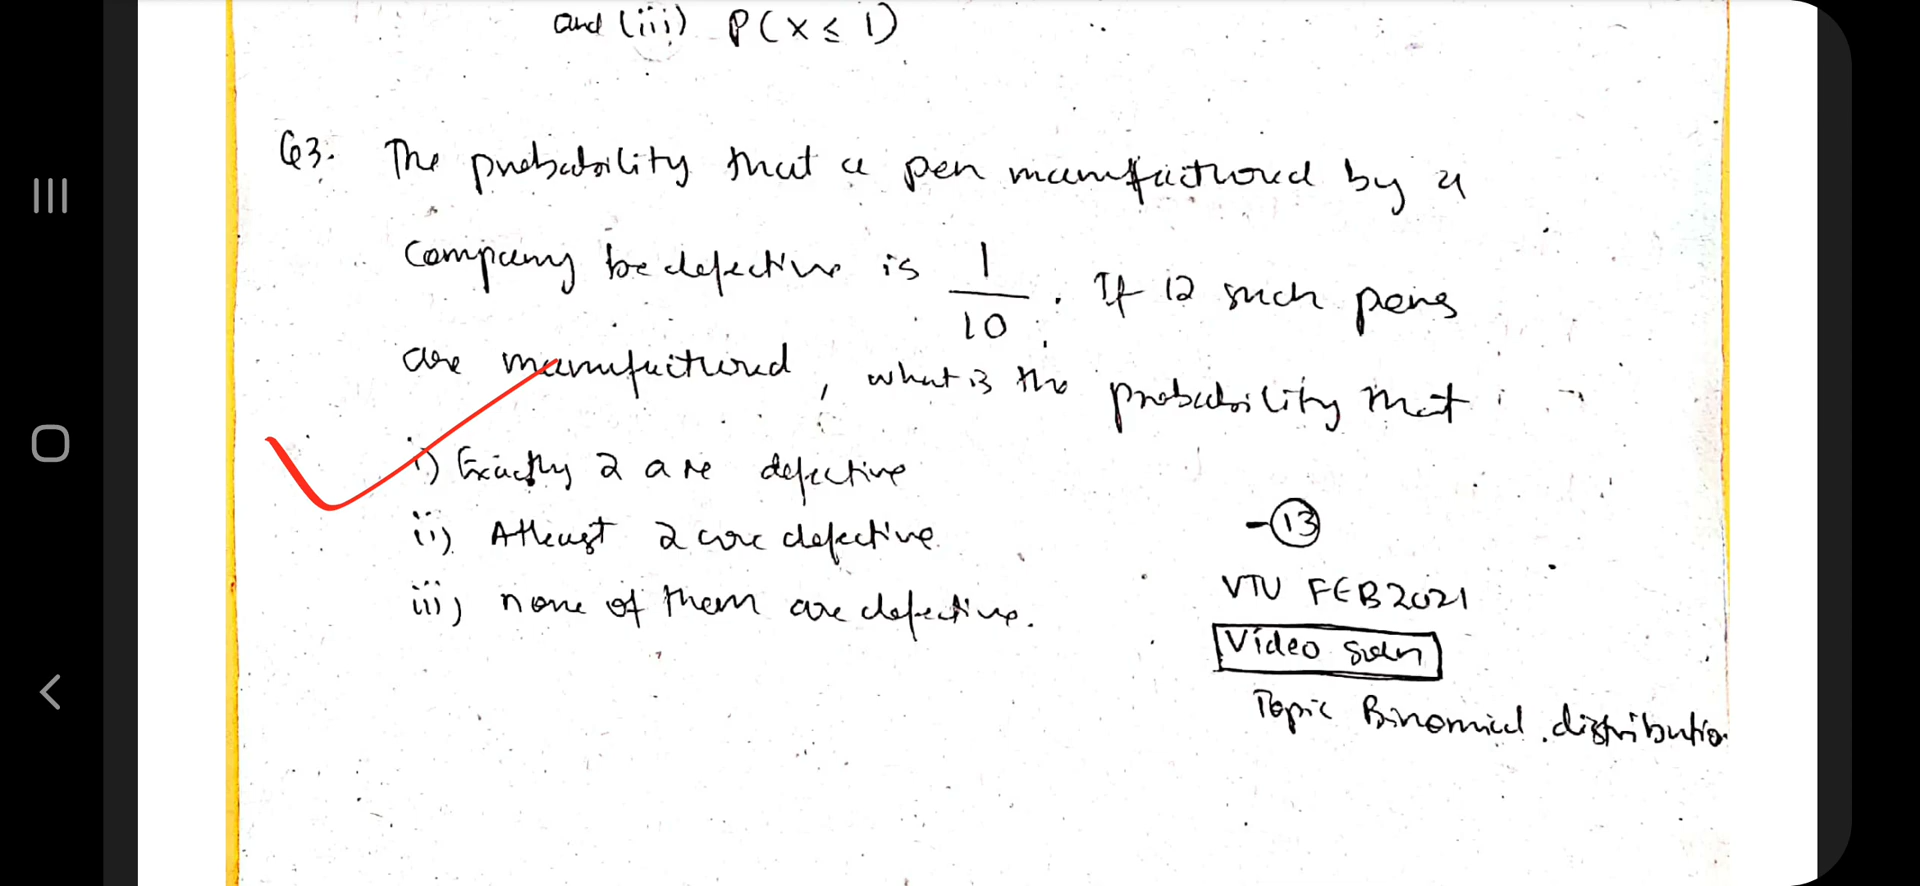 and (iii) P(X ≤ 1)
Q3. The probability that a pen manufactured by a
Company be defective is 1/10. If 12 such pens
are manufactured, what is the probability that
i) Exactly 2 are defective
ii) Atleast 2 are defective.
iii) none of them are defective.
-13
VTU FEB2021
Video soln
Topic Binomial distributio